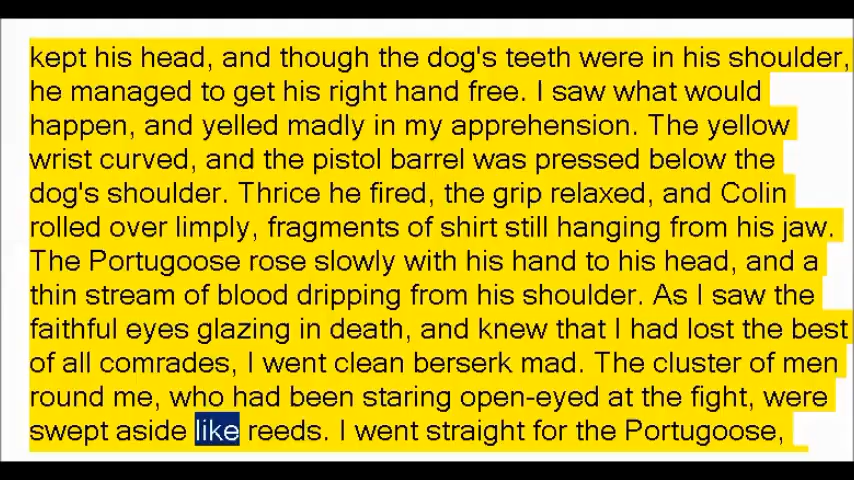 kept his head, and though the dog's teeth were in his shoulder,
he managed to get his right hand free. I saw what would
happen, and yelled madly in my apprehension. The yellow
wrist curved, and the pistol barrel was pressed below the
dog's shoulder. Thrice he fired, the grip relaxed, and Colin
rolled over limply, fragments of shirt still hanging from his jaw.
The Portugoose rose slowly with his hand to his head, and a
thin stream of blood dripping from his shoulder. As I saw the
faithful eyes glazing in death, and knew that I had lost the best
of all comrades, I went clean berserk mad. The cluster of men
round me, who had been staring open-eyed at the fight, were
swept aside like reeds. I went straight for the Portugoose,